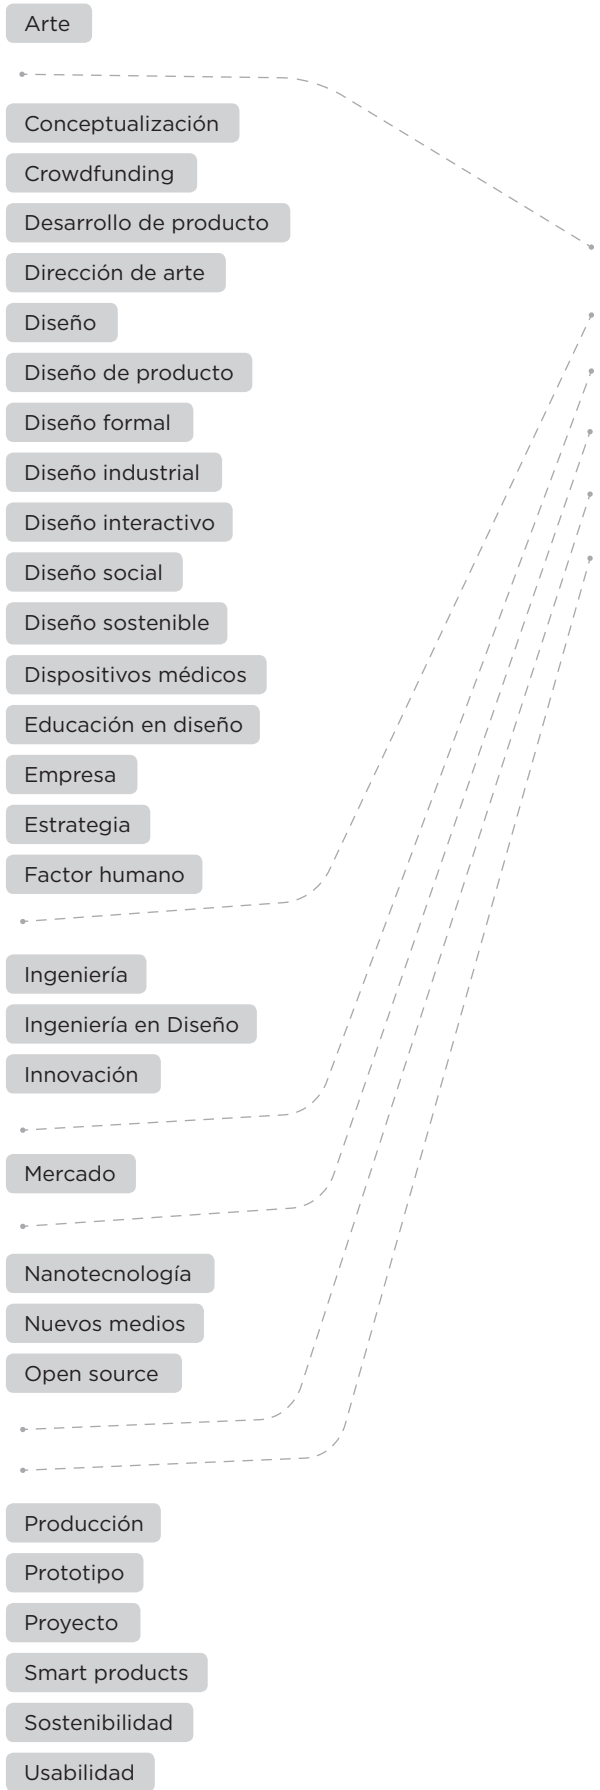 Arte
Conceptualización
Crowdfunding
Desarrollo de producto
Dirección de arte
Diseño
Diseño de producto
Diseño formal
Diseño industrial
Diseño interactivo
Diseño social
Diseño sostenible
Dispositivos médicos
Educación en diseño
Empresa
Estrategia
Factor humano
Ingeniería
Ingeniería en Diseño
Innovación
Mercado
Nanotecnología
Nuevos medios
Open source
Producción
Prototipo
Proyecto
Smart products
Sostenibilidad
Usabilidad